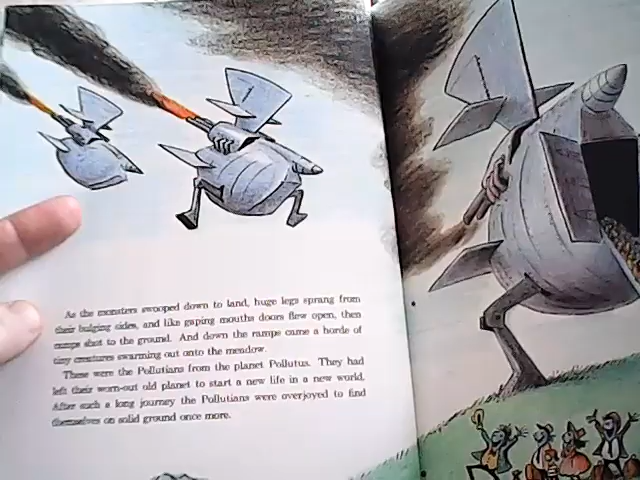 As the monsters swooped down to land, huge legs sprang from
their bulging sides, and like gaping mouths doors flew open, then
ramps shot to the ground. And down the ramps came a horde of
tiny creatures swarming out onto the meadow.
These were the Pollutians from the planet Pollutus. They had
left their worn-out old planet to start a new life in a new world.
After such a long journey the Pollutians were overjoyed to find
themselves on solid ground once more.